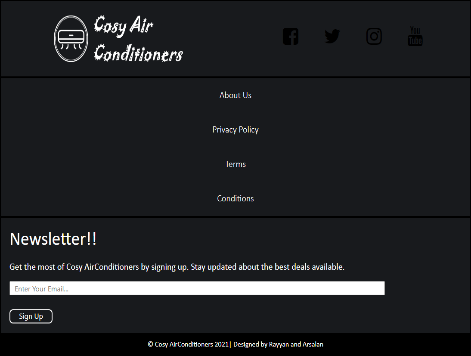 Cosy Air
Conditioners
You
Tube
About Us
Privacy Policy
Terms
Conditions
Newsletter!!
Get the most of Cosy AirConditioners by signing up. Stay updated about the best deals available.
Enter Your Email...
Sign Up
© Cosy AirConditioners 2021| Designed by Rayyan and Arsalan